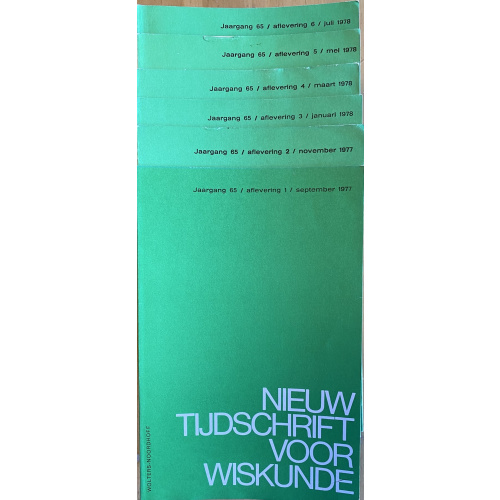 Jaargang 65 / aflevering 6 / juli 1978
Jaargang 65 / aflevering 5 / mei 1978
Jaargang 65 / aflevering 4 / maart 1978
Jaargang 65 / aflevering 3 / januari 1978
Jaargang 65 / aflevering 2 / november 1977
Jaargang 65 / aflevering 1 / september 1977
NIEUW
TIJDSCHRIFT
VOOR
WISKUNDE
WOLTERS-NOORDHOFF